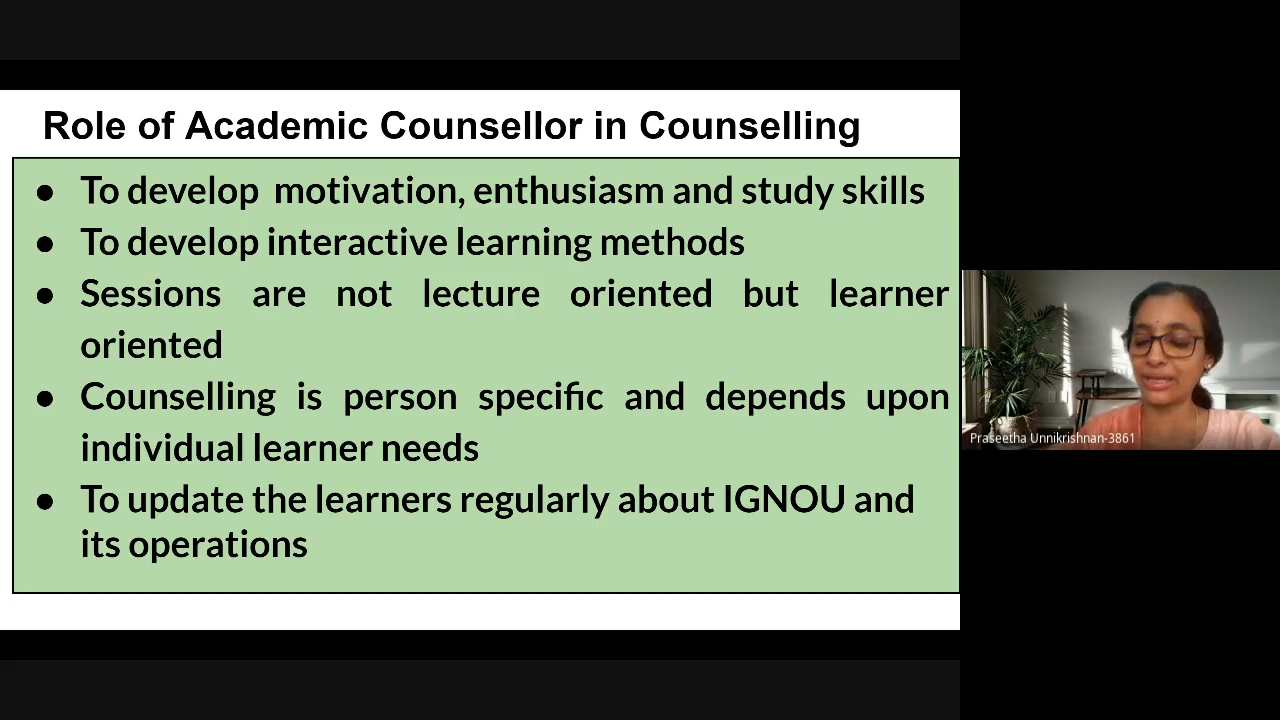 Role of Academic Counsellor in Counselling
● To develop motivation, enthusiasm and study skills
● To develop interactive learning methods
● Sessions are not lecture oriented but learner
oriented
● Counselling is person specific and depends upon
individual learner needs
● To update the learners regularly about IGNOU and
its operations
Praseetha Unnikrishnan-3861